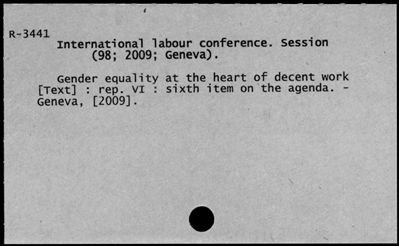 R-3441
International labour conference. Session
(98; 2009; Geneva).
Gender equality at the heart of decent work
[Text] : rep. VI : sixth item on the agenda. –
Geneva, [2009].